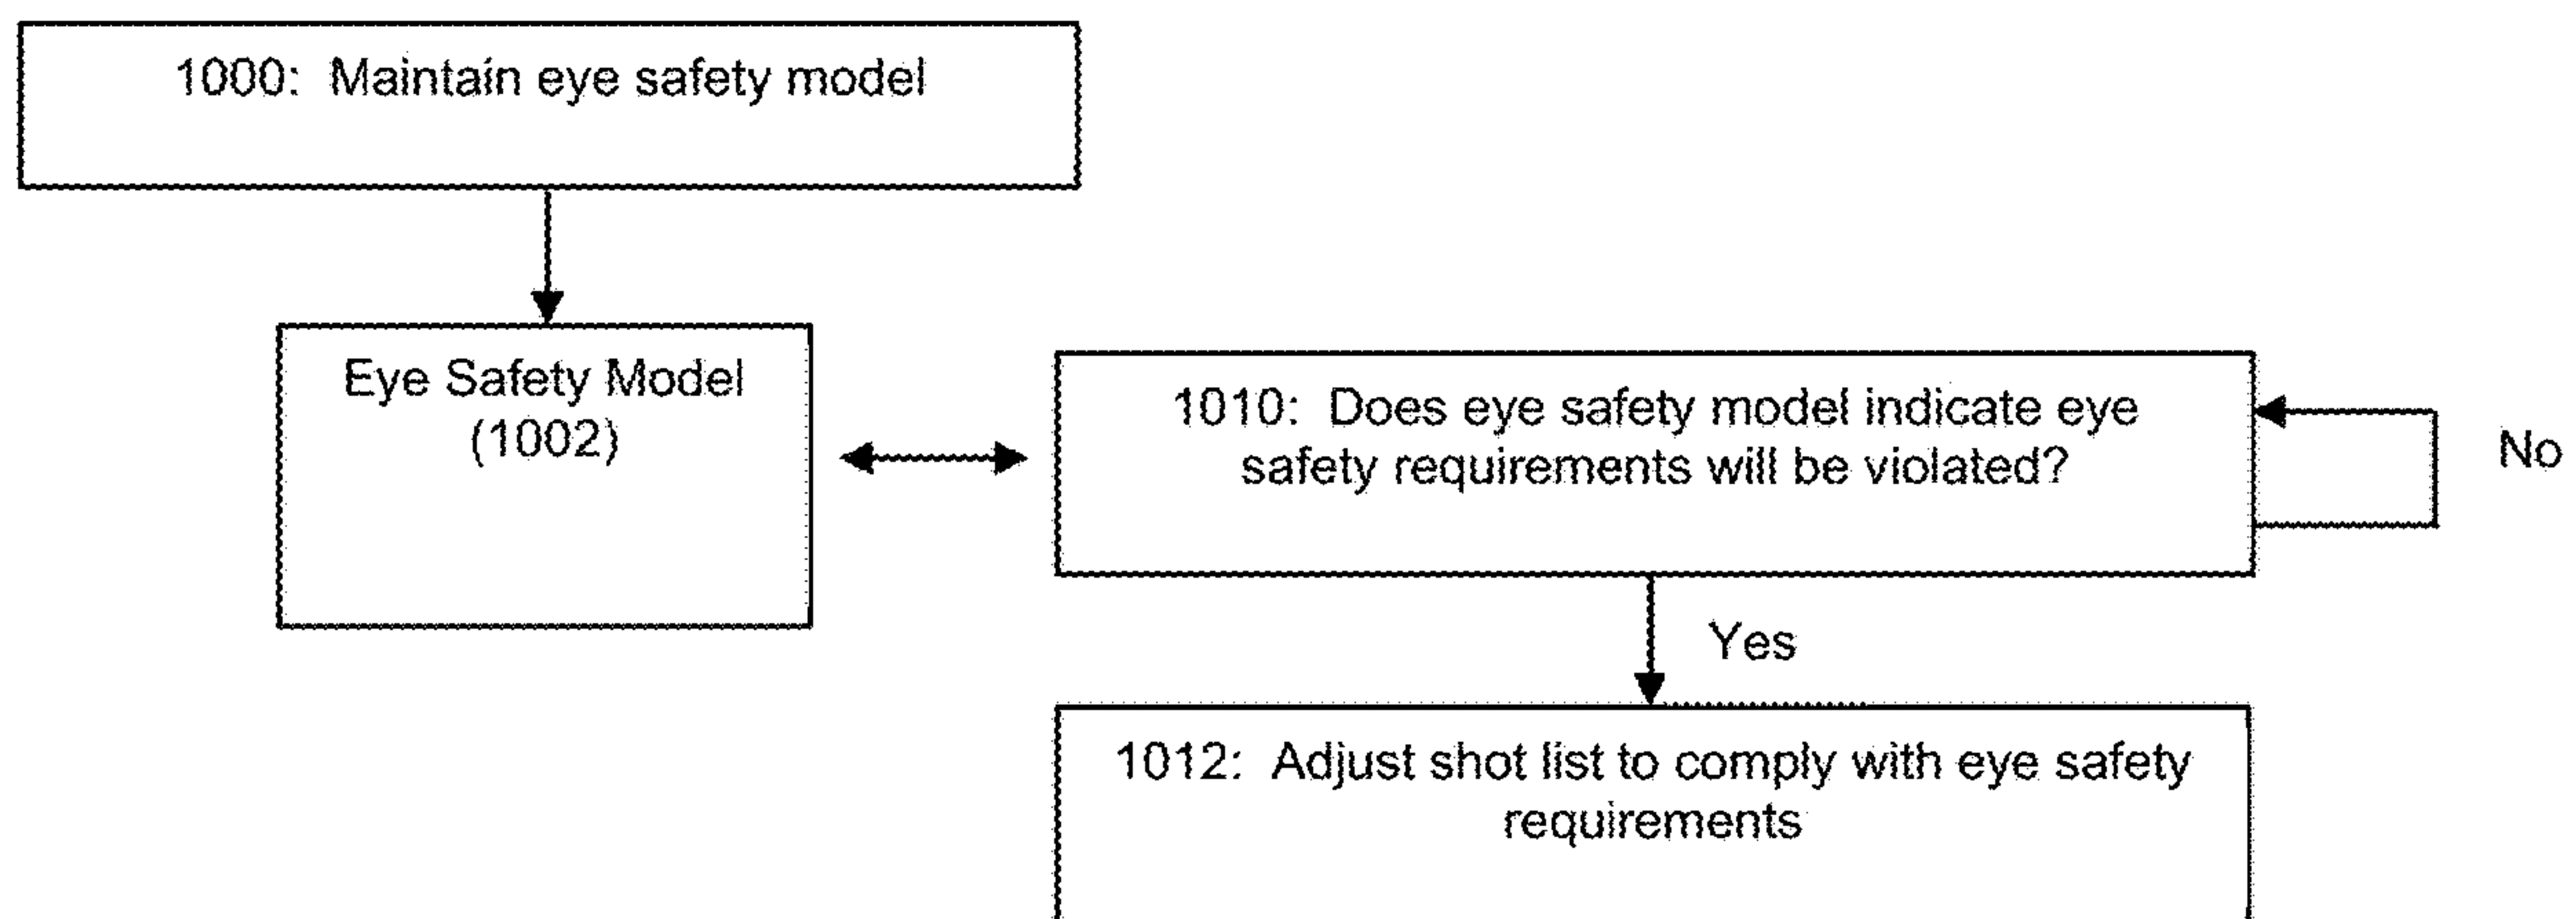 1000: Maintain eye safety model
Eye Safety Model
(1002)
1010: Does eye safety model indicate eye
safety requirements will be violated?
No
Yes
1012: Adjust shot list to comply with eye safety
requirements